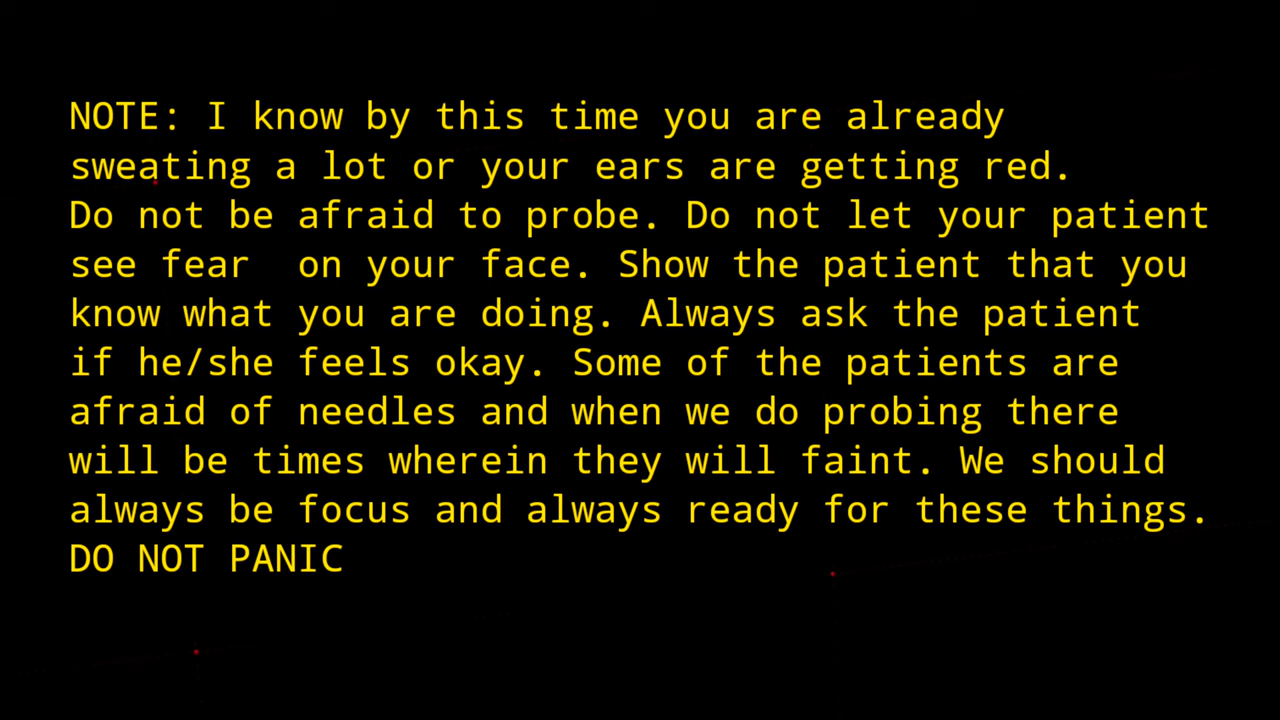 NOTE: I know by this time you are already
sweating a lot or your ears are getting red.
Do not be afraid to probe. Do not let your patient
see fear  on your face. Show the patient that you
know what you are doing. Always ask the patient
if he/she feels okay. Some of the patients are
afraid of needles and when we do probing there
will be times wherein they will faint. We should
always be focus and always ready for these things.
DO NOT PANIC